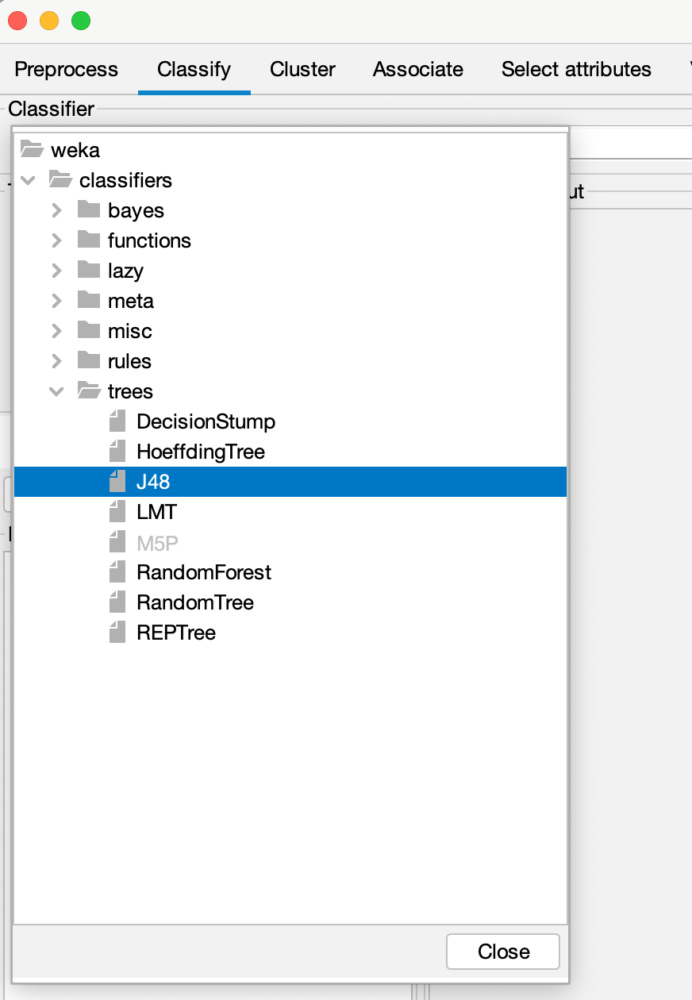 Preprocess Classify Cluster Associate Select attributes
Classifier
weka
classifiers
bayes
functions
lazy
meta
misc
rules
trees
DecisionStump
HoeffdingTree
J48
LMT
M5P
RandomForest
RandomTree
REPTree
Close